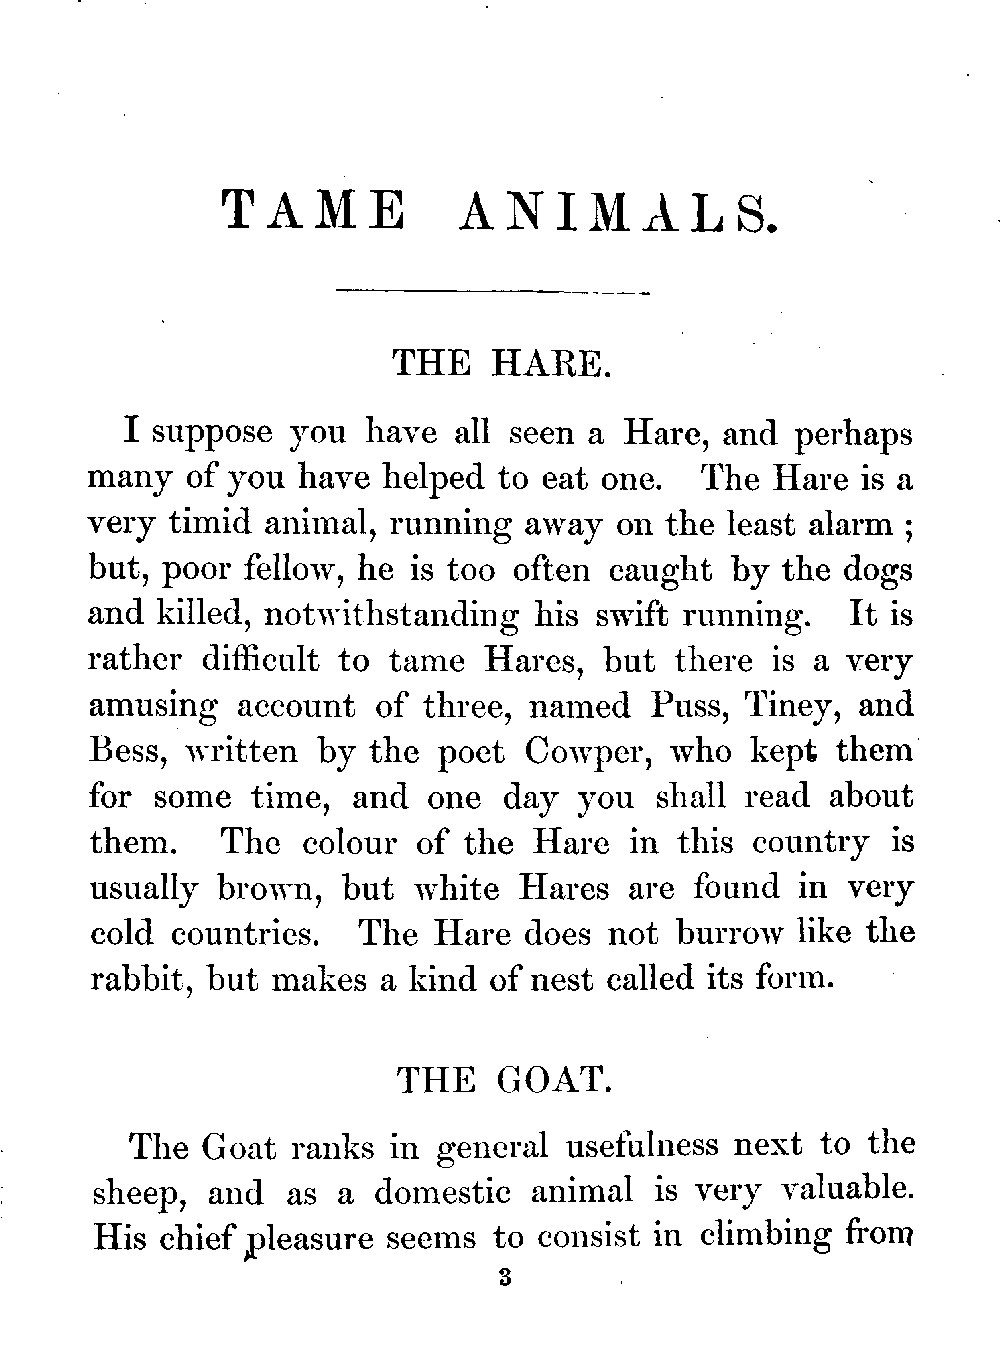 TAME ANIMALS.
THE HARE.
I suppose you have all seen a Hare, and perhaps
many of you have helped to eat one. The Hare is a
very timid animal, running away on the least alarm ;
but, poor fellow, he is too often caught by the dogs
and killed, notwithstanding his swift running. It is
rather difficult to tame Hares, but there is a very
amusing account of three, named Puss, Tiney, and
Bess, written by the poet Cowper, who kept them
for some time, and one day you shall read about
them. The colour of the Hare in this country is
usually brown, but white Hares are found in very
cold countries. The Hare does not burrow like the
rabbit, but makes a kind of nest called its form.
THE GOAT.
The Goat ranks in general usefulness next to the
sheep, and as a domestic animal is very valuable.
His chief pleasure seems to consist in climbing from
3